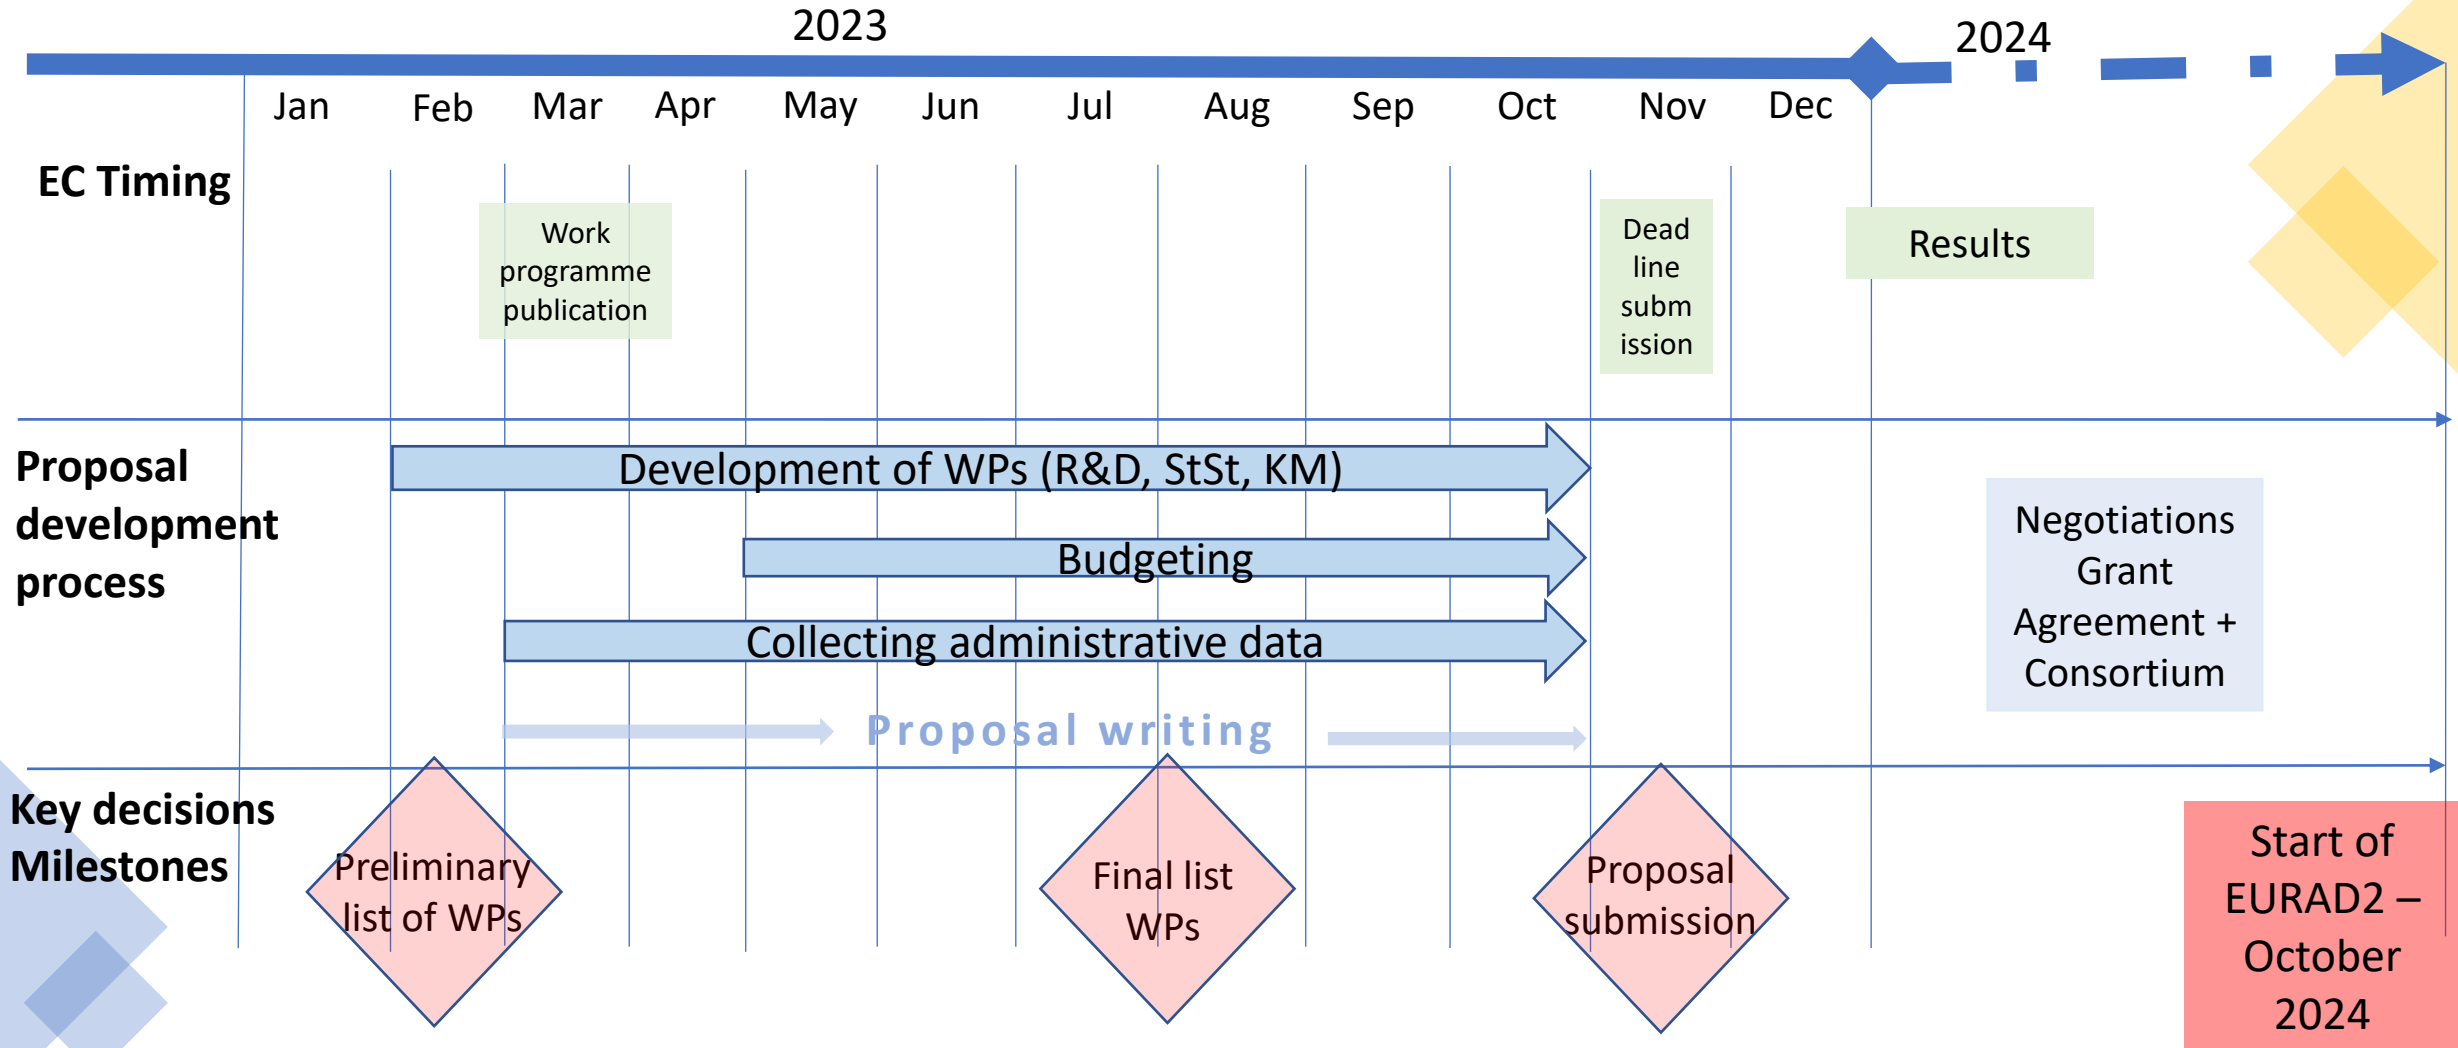 2023
2024
Jan
Feb
Mar
Apr
May
Jun
Jul
Aug
Sep
Oct
Nov
Dec
EC Timing
Work
programme
publication
Dead
line
subm
ission
Results
Proposal
development
process
Development of WPs (R&D, StSt, KM)
Budgeting
Collecting administrative data
Proposal writing
Negotiations
Grant
Agreement +
Consortium
Key decisions
Milestones
Preliminary
list of WPs
Final list
WPs
Proposal
submission
Start of
EURAD2 –
October
2024